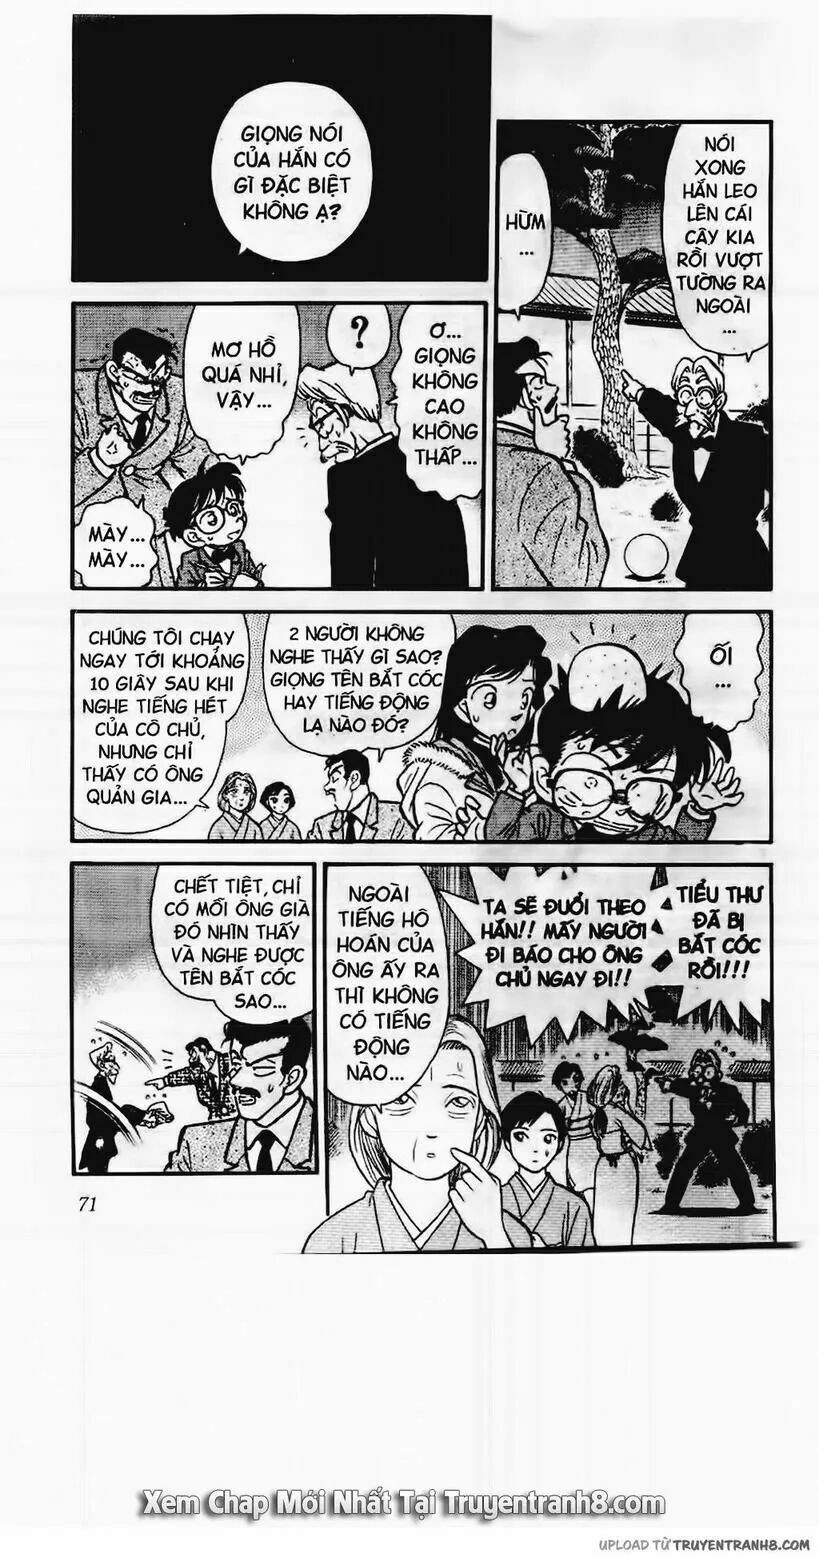 NÓI
XONG
HẮN LEO
LÊN CÁI
CÂY KIA
RỒI VƯỢT
TƯỜNG RA
NGOÀI
...
HỪM
...
GIỌNG NÓI
CỦA HẮN CÓ
GÌ ĐẶC BIỆT
KHÔNG Ạ?
Ơ...
GIỌNG
KHÔNG
CAO
KHÔNG
THẤP...
?
MƠ HỒ
QUÁ NHỈ,
VẬY...
MÀY...
MÀY...
ỐI
...
2 NGƯỜI KHÔNG
NGHE THẤY GÌ SAO?
GIỌNG TÊN BẮT CÓC
HAY TIẾNG ĐỘNG
LẠ NÀO ĐÓ?
CHÚNG TÔI CHẠY
NGAY TỚI KHOẢNG
10 GIÂY SAU KHI
NGHE TIẾNG HÉT
CỦA CÔ CHỦ,
NHƯNG CHỈ
THẤY CÓ ÔNG
QUẢN GIA...
TIỂU THƯ
ĐÃ BỊ
BẮT CÓC
RỒI!!!
TA SẼ ĐUỔI THEO
HẮN!! MẤY NGƯỜI
ĐI BÁO CHO ÔNG
CHỦ NGAY ĐI!!
NGOÀI
TIẾNG HÔ
HOÁN CỦA
ÔNG ẤY RA
THÌ KHÔNG
CÓ TIẾNG
ĐỘNG
NÀO...
CHẾT TIỆT, CHỈ
CÓ MỖI ÔNG GIÀ
ĐÓ NHÌN THẤY
VÀ NGHE ĐƯỢC
TÊN BẮT CÓC
SAO...
71
Xem Chap Mới Nhất Tại Truyentranh8.com
UPLOAD TỪ TRUYENTRANH8.COM